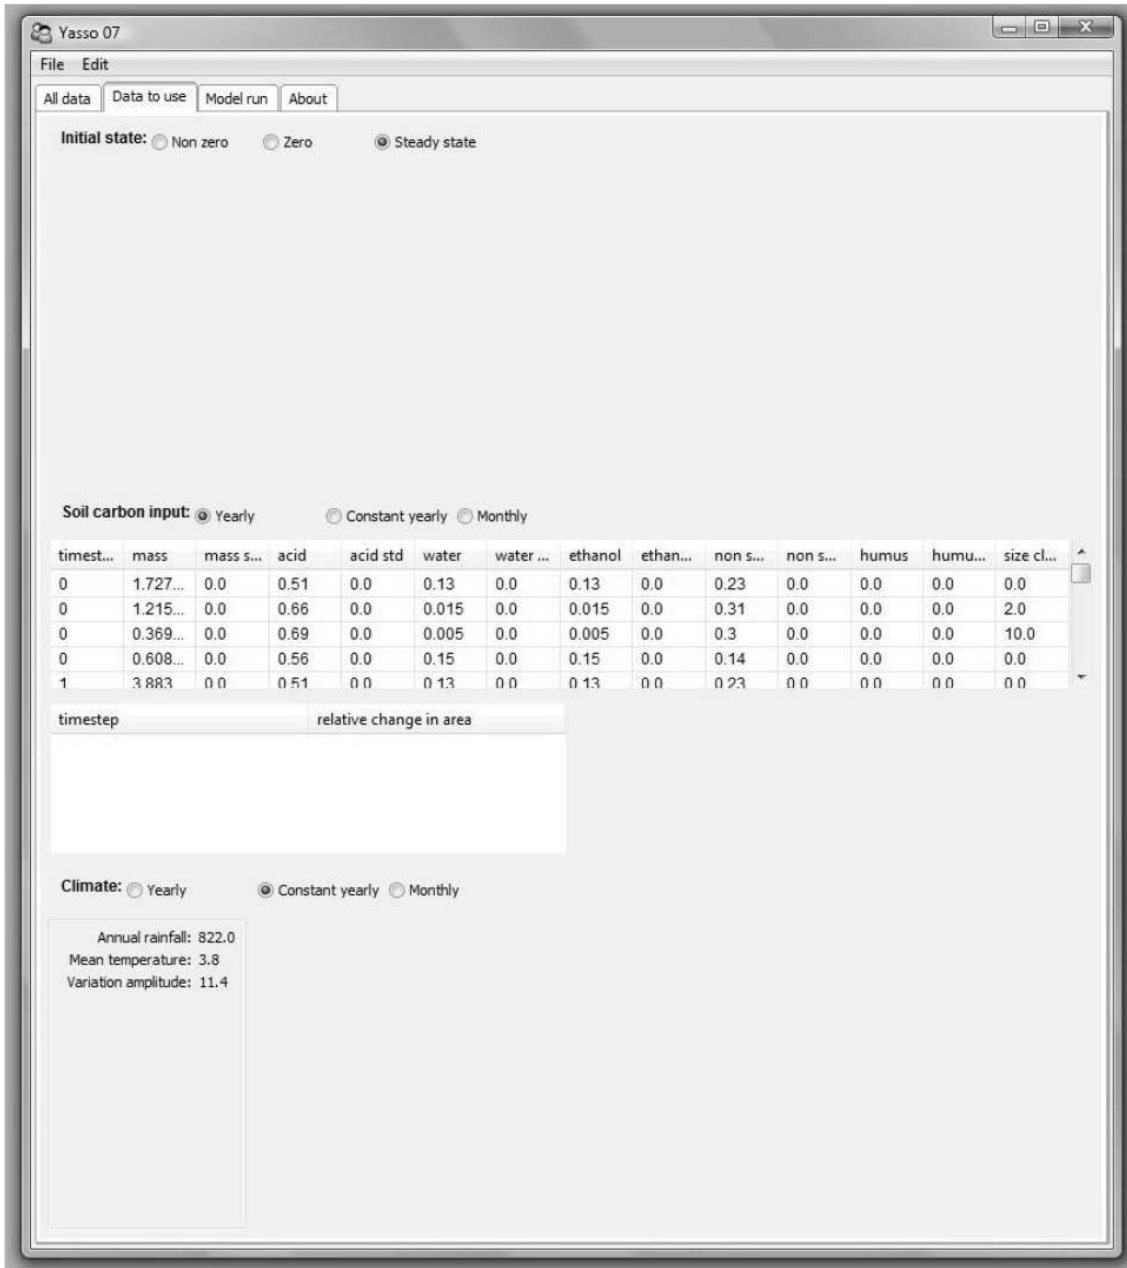 Yasso 07
File Edit
All data Data to use Model run About
Initial state: Non zero Zero Steady state
Soil carbon input: Yearly Constant yearly Monthly
timest... mass mass s... acid acid std water water ... ethanol ethan... non s... non s... humus humu... size cl...
0 1.727... 0.0 0.51 0.0 0.13 0.0 0.13 0.0 0.23 0.0 0.0 0.0 0.0
0 1.215... 0.0 0.66 0.0 0.015 0.0 0.015 0.0 0.31 0.0 0.0 0.0 2.0
0 0.369... 0.0 0.69 0.0 0.005 0.0 0.005 0.0 0.3 0.0 0.0 0.0 10.0
0 0.608... 0.0 0.56 0.0 0.15 0.0 0.15 0.0 0.14 0.0 0.0 0.0 0.0
1 3.883 0.0 0.51 0.0 0.13 0.0 0.13 0.0 0.23 0.0 0.0 0.0 0.0
timestep relative change in area
Climate: Yearly Constant yearly Monthly
Annual rainfall: 822.0
Mean temperature: 3.8
Variation amplitude: 11.4